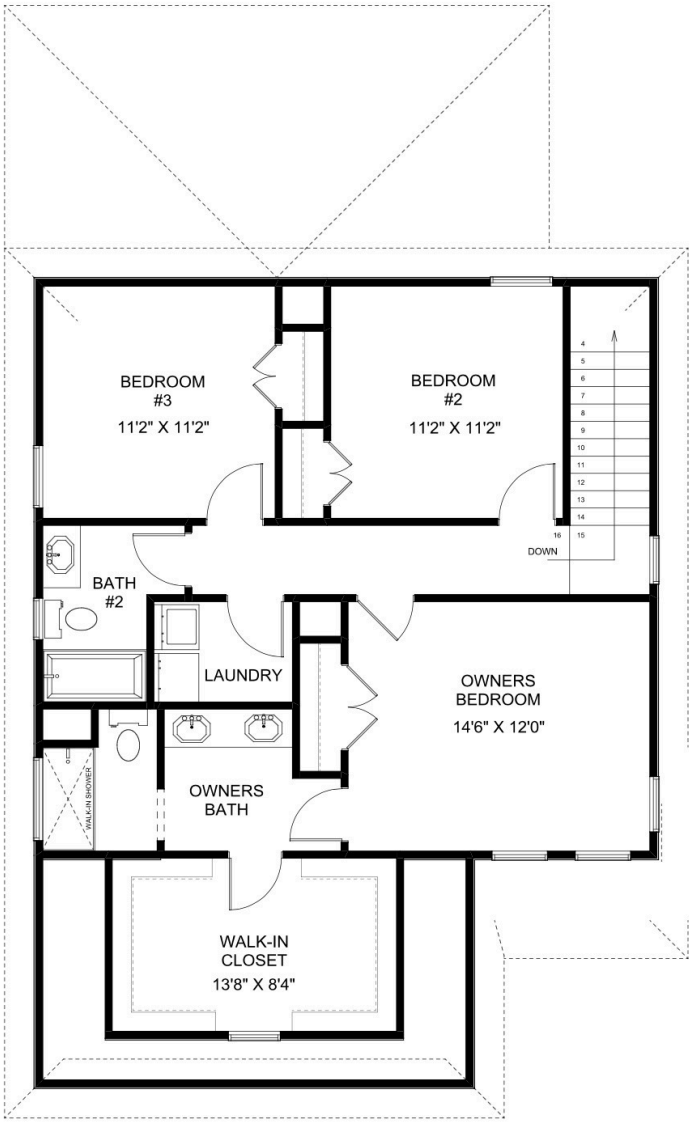 BEDROOM
#3
11'2" X 11'2"
BEDROOM
#2
11'2" X 11'2"
4
5
6
7
8
9
10
11
12
13
14
16 15
DOWN
BATH
#2
LAUNDRY
OWNERS
BEDROOM
14'6" X 12'0"
OWNERS
BATH
WALK-IN SHOWER
WALK-IN
CLOSET
13'8" X 8'4"